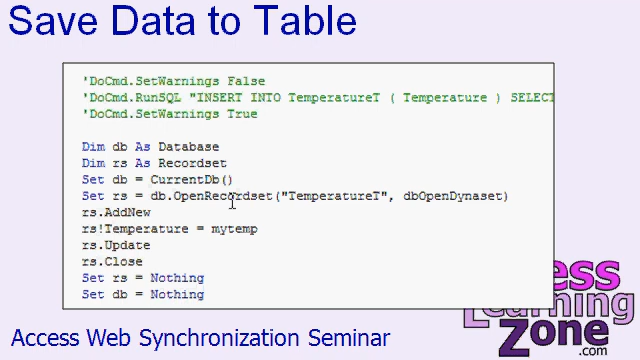 Save Data to Table
'DoCmd.SetWarnings False
'DoCmd.RunSQL "INSERT INTO TemperatureT ( Temperature ) SELECT
'DoCmd.SetWarnings True
Dim db As Database
Dim rs As Recordset
Set db = CurrentDb()
Set rs = db.OpenRecordset("TemperatureT", dbOpenDynaset)
rs.AddNew
rs!Temperature = mytemp
rs.Update
rs.Close
Set rs = Nothing
Set db = Nothing
cess
Learning
Zone
.com
Access Web Synchronization Seminar